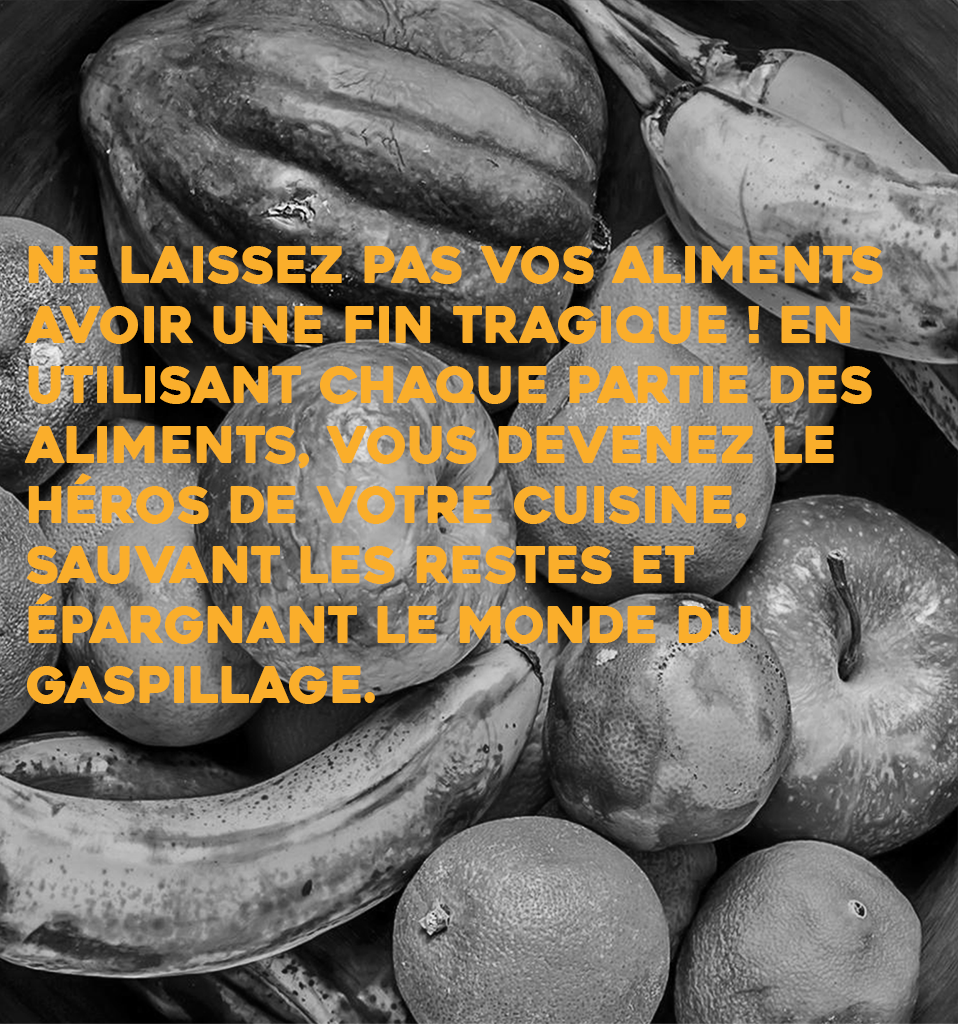 NE LAISSEZ PAS VOS ALIMENTS
AVOIR UNE FIN TRAGIQUE ! EN
UTILISANT CHAQUE PARTIE DES
ALIMENTS, VOUS DEVENEZ LE
HÉROS DE VOTRE CUISINE,
SAUVANT LES RESTES ET
ÉPARGNANT LE MONDE DU
GASPILLAGE.